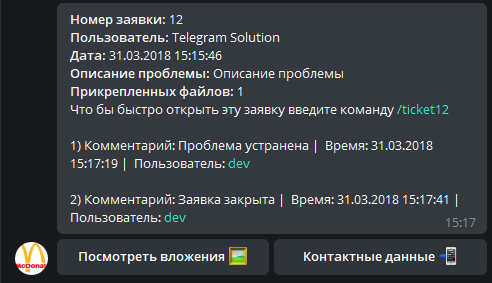 Номер заявки: 12
Пользователь: Telegram Solution
Дата: 31.03.2018 15:15:46
Описание проблемы: Описание проблемы
Прикрепленных файлов: 1
Что бы быстро открыть эту заявку введите команду /ticket12
1) Комментарий: Проблема устранена | Время: 31.03.2018
15:17:19 | Пользователь: dev
2) Комментарий: Заявка закрыта | Время: 31.03.2018 15:17:41 |
Пользователь: dev
15:17
McDonal
Посмотреть вложения
Контактные данные